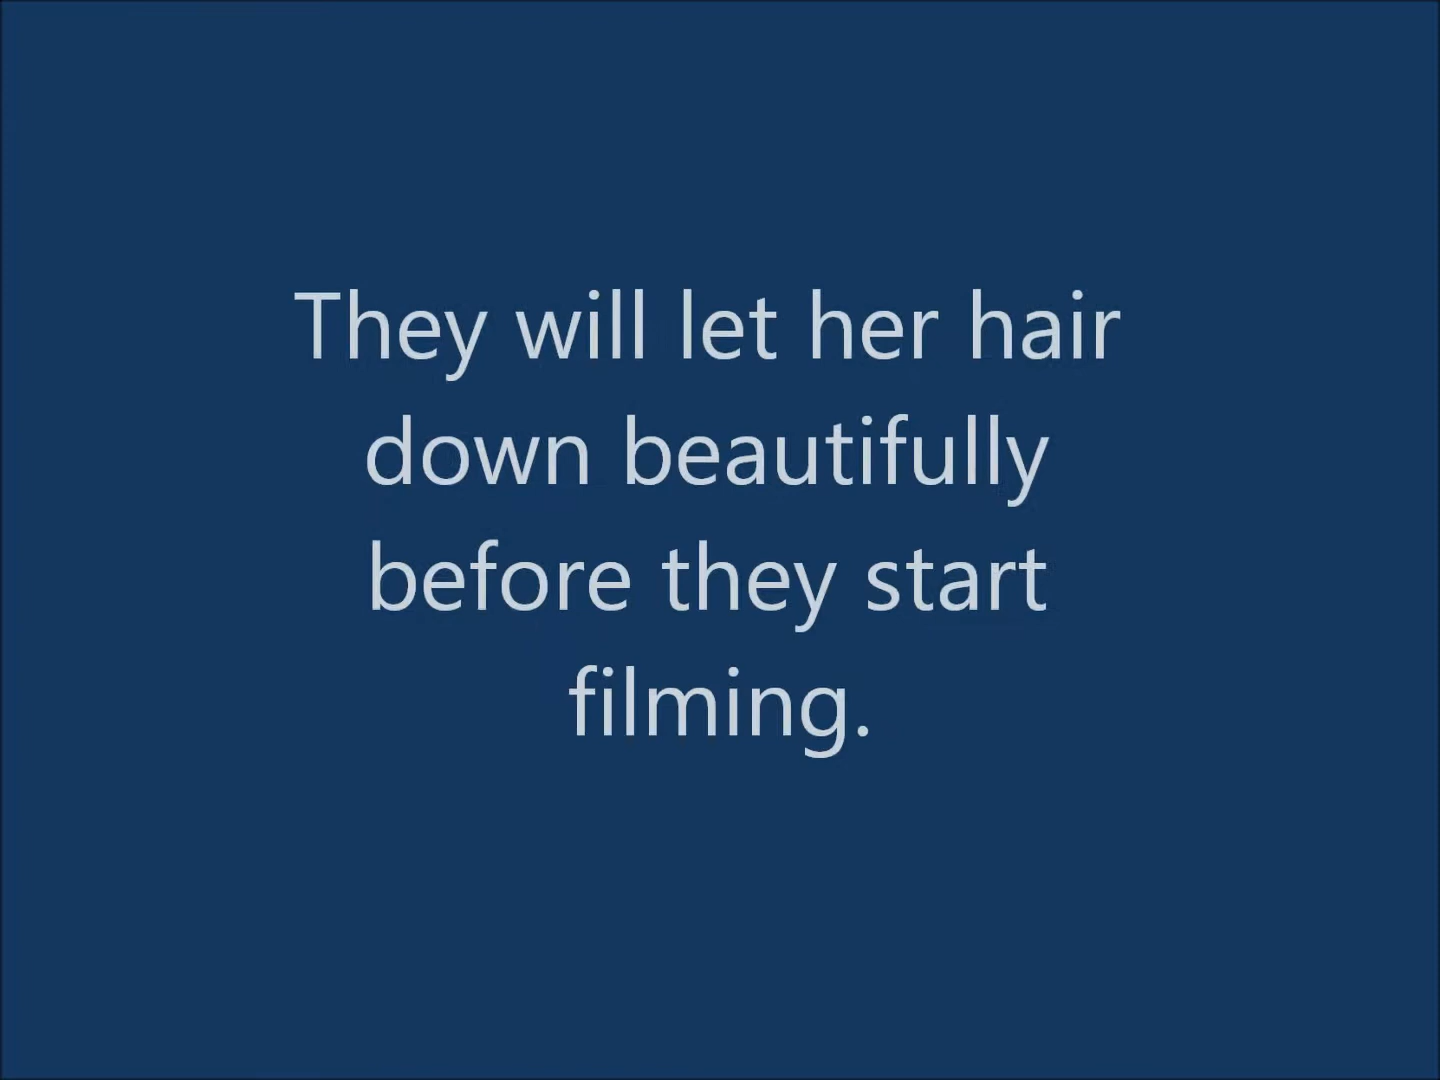 They will let her hair
down beautifully
before they start
filming.